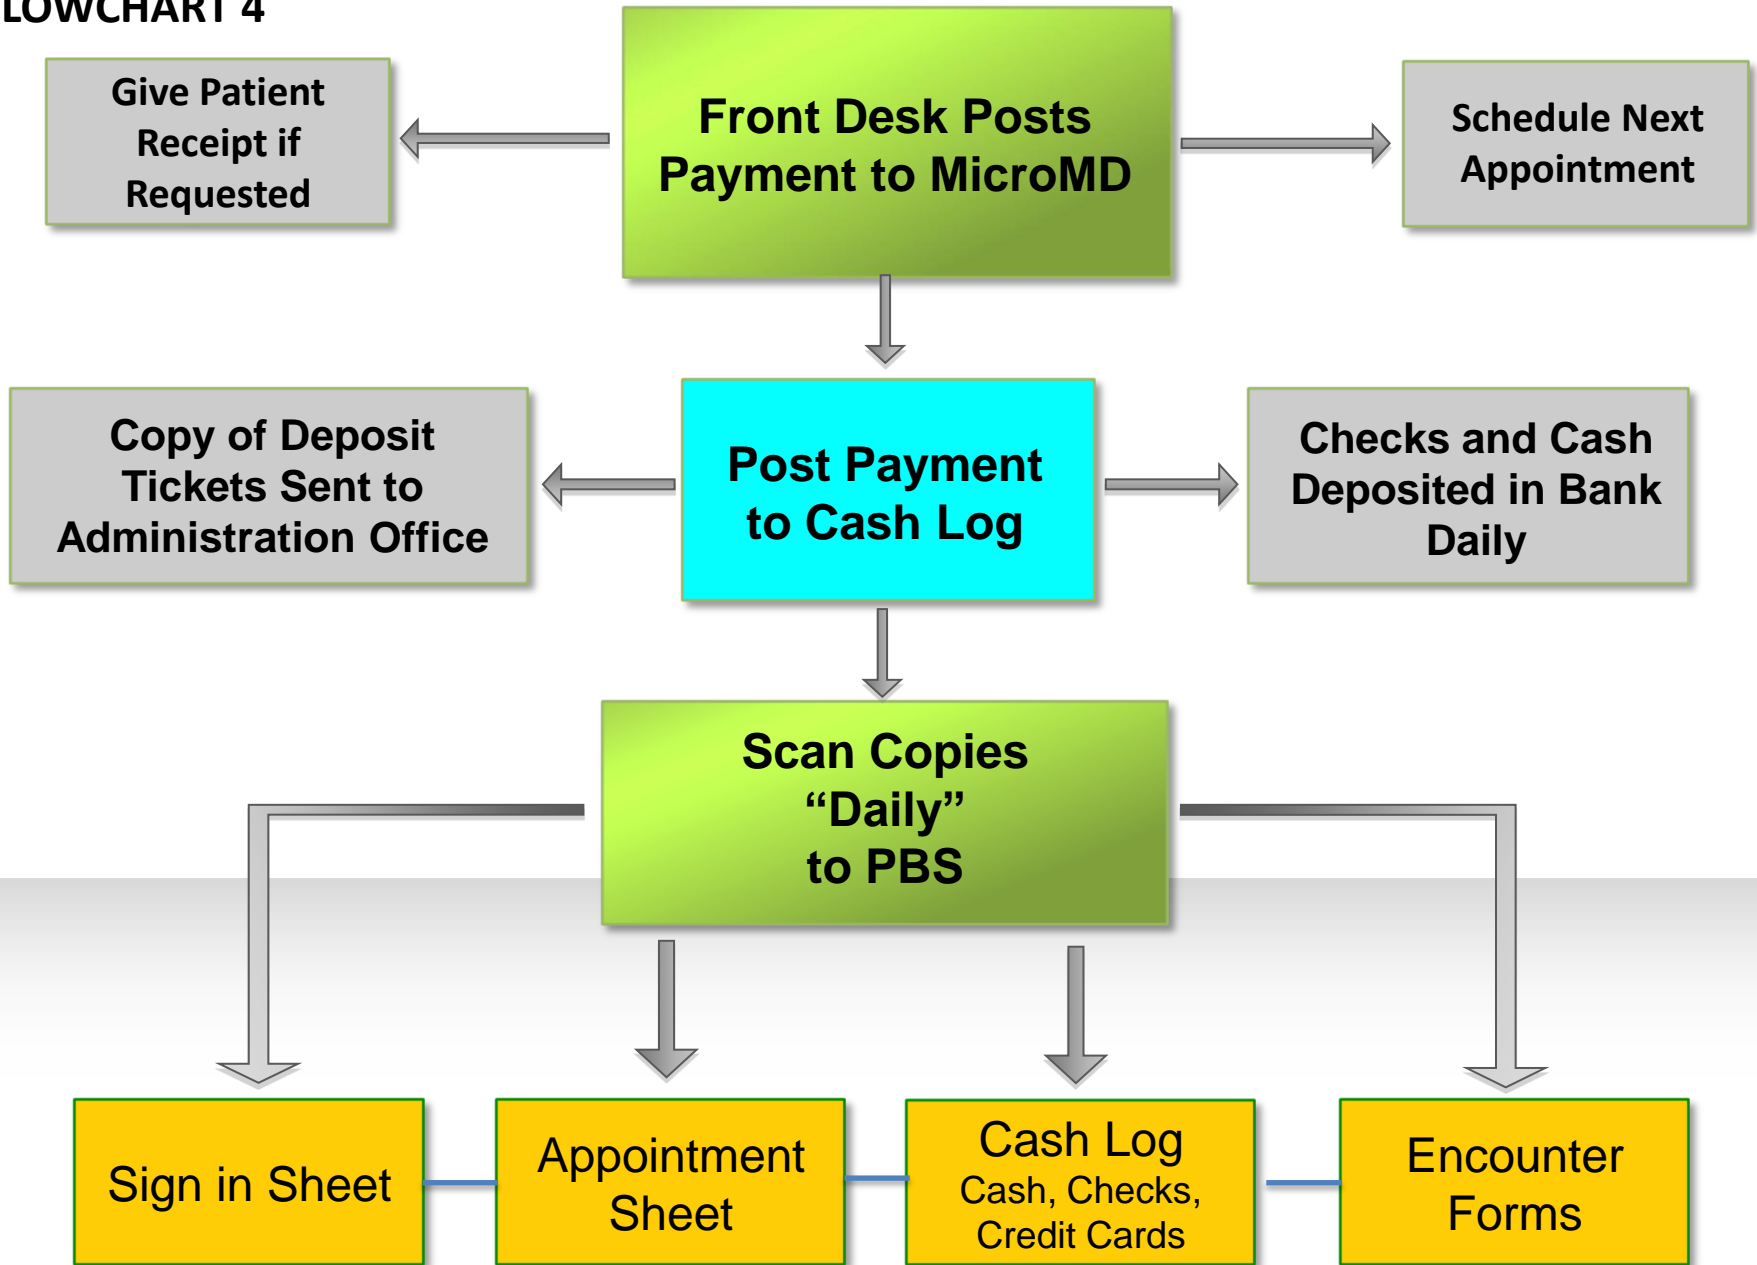 LOWCHART 4
Give Patient
Receipt if
Requested
Front Desk Posts
Payment to MicroMD
Schedule Next
Appointment
Copy of Deposit
Tickets Sent to
Administration Office
Post Payment
to Cash Log
Checks and Cash
Deposited in Bank
Daily
Scan Copies
“Daily”
to PBS
Sign in Sheet
Appointment
Sheet
Cash Log
Cash, Checks,
Credit Cards
Encounter
Forms